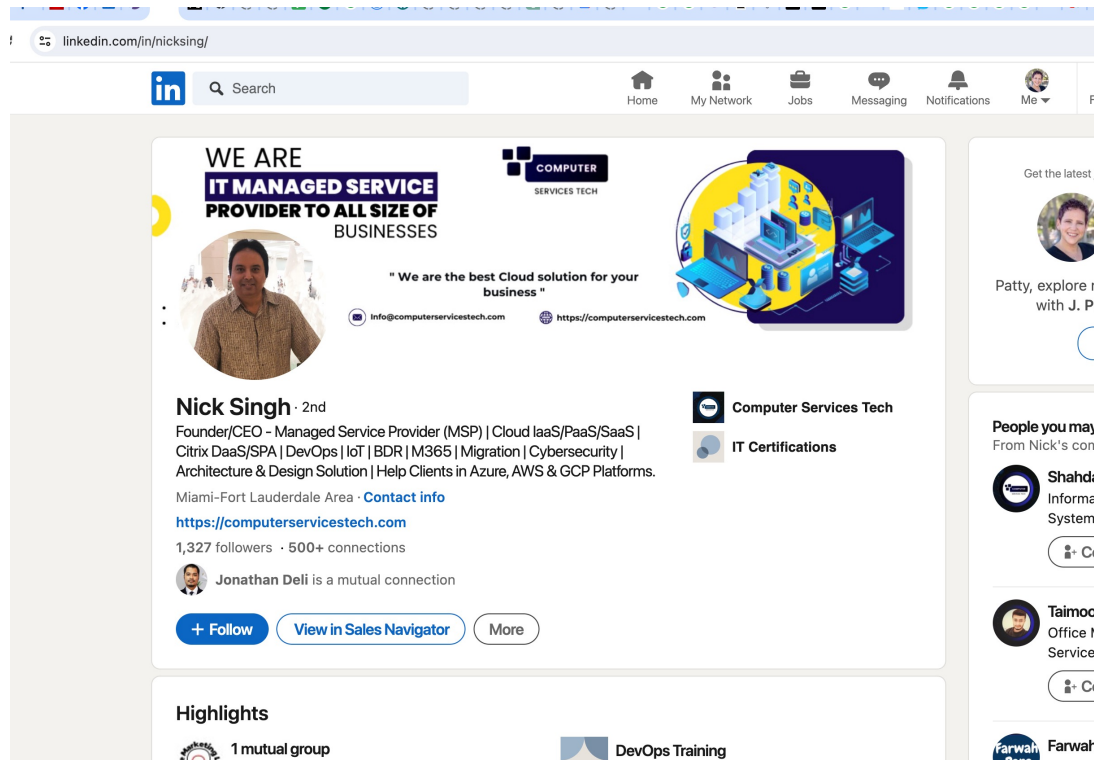 linkedin.com/in/nicksing/
in
Search
Home
My Network
Jobs
Messaging
Notifications
Me
WE ARE
IT MANAGED SERVICE
PROVIDER TO ALL SIZE OF
BUSINESSES
COMPUTER
SERVICES TECH
API
" We are the best Cloud solution for your
business "
Info@computerservicestech.com
https://computerservicestech.com
Nick Singh · 2nd
Founder/CEO - Managed Service Provider (MSP) | Cloud IaaS/PaaS/SaaS |
Citrix DaaS/SPA | DevOps | IoT | BDR | M365 | Migration | Cybersecurity |
Architecture & Design Solution | Help Clients in Azure, AWS & GCP Platforms.
Miami-Fort Lauderdale Area · Contact info
https://computerservicestech.com
1,327 followers · 500+ connections
Jonathan Deli is a mutual connection
+ Follow
View in Sales Navigator
More
Computer Services Tech
IT Certifications
Highlights
1 mutual group
DevOps Training
Get the latest
Patty, explore
with J. P
People you may
From Nick's com
Shahda
Informa
System
Taimoo
Office
Service
Farwah
Farwah